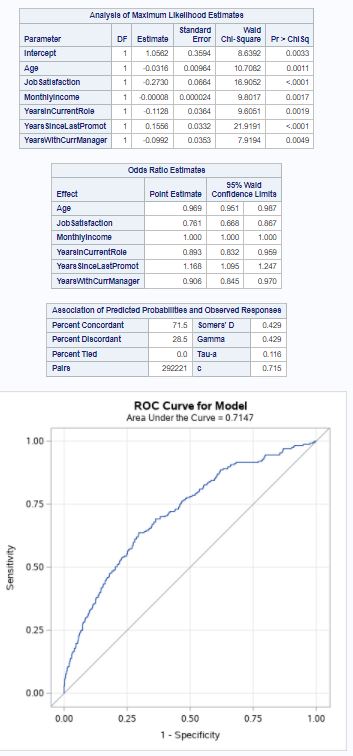 Analysis of Maximum Likelihood Estimates
Parameter DF Estimate Standard Error Wald Chi-Square Pr > ChiSq
Intercept 1 1.0562 0.3594 8.6392 0.0033
Age 1 -0.0316 0.00964 10.7082 0.0011
JobSatisfaction 1 -0.2730 0.0664 16.9052 <.0001
MonthlyIncome 1 -0.00008 0.000024 9.8017 0.0017
YearsInCurrentRole 1 -0.1128 0.0364 9.6051 0.0019
YearsSinceLastPromot 1 0.1556 0.0332 21.9191 <.0001
YearsWithCurrManager 1 -0.0992 0.0353 7.9194 0.0049
Odds Ratio Estimates
Effect Point Estimate 95% Wald Confidence Limits
Age 0.969 0.951 0.987
JobSatisfaction 0.761 0.668 0.867
MonthlyIncome 1.000 1.000 1.000
YearsInCurrentRole 0.893 0.832 0.959
YearsSinceLastPromot 1.168 1.095 1.247
YearsWithCurrManager 0.906 0.845 0.970
Association of Predicted Probabilities and Observed Responses
Percent Concordant 71.5 Somers' D 0.429
Percent Discordant 28.5 Gamma 0.429
Percent Tied 0.0 Tau-a 0.116
Pairs 292221 c 0.715
ROC Curve for Model
Area Under the Curve = 0.7147
1.00
0.75
0.50
0.25
0.00
Sensitivity
0.00 0.25 0.50 0.75 1.00
1 - Specificity